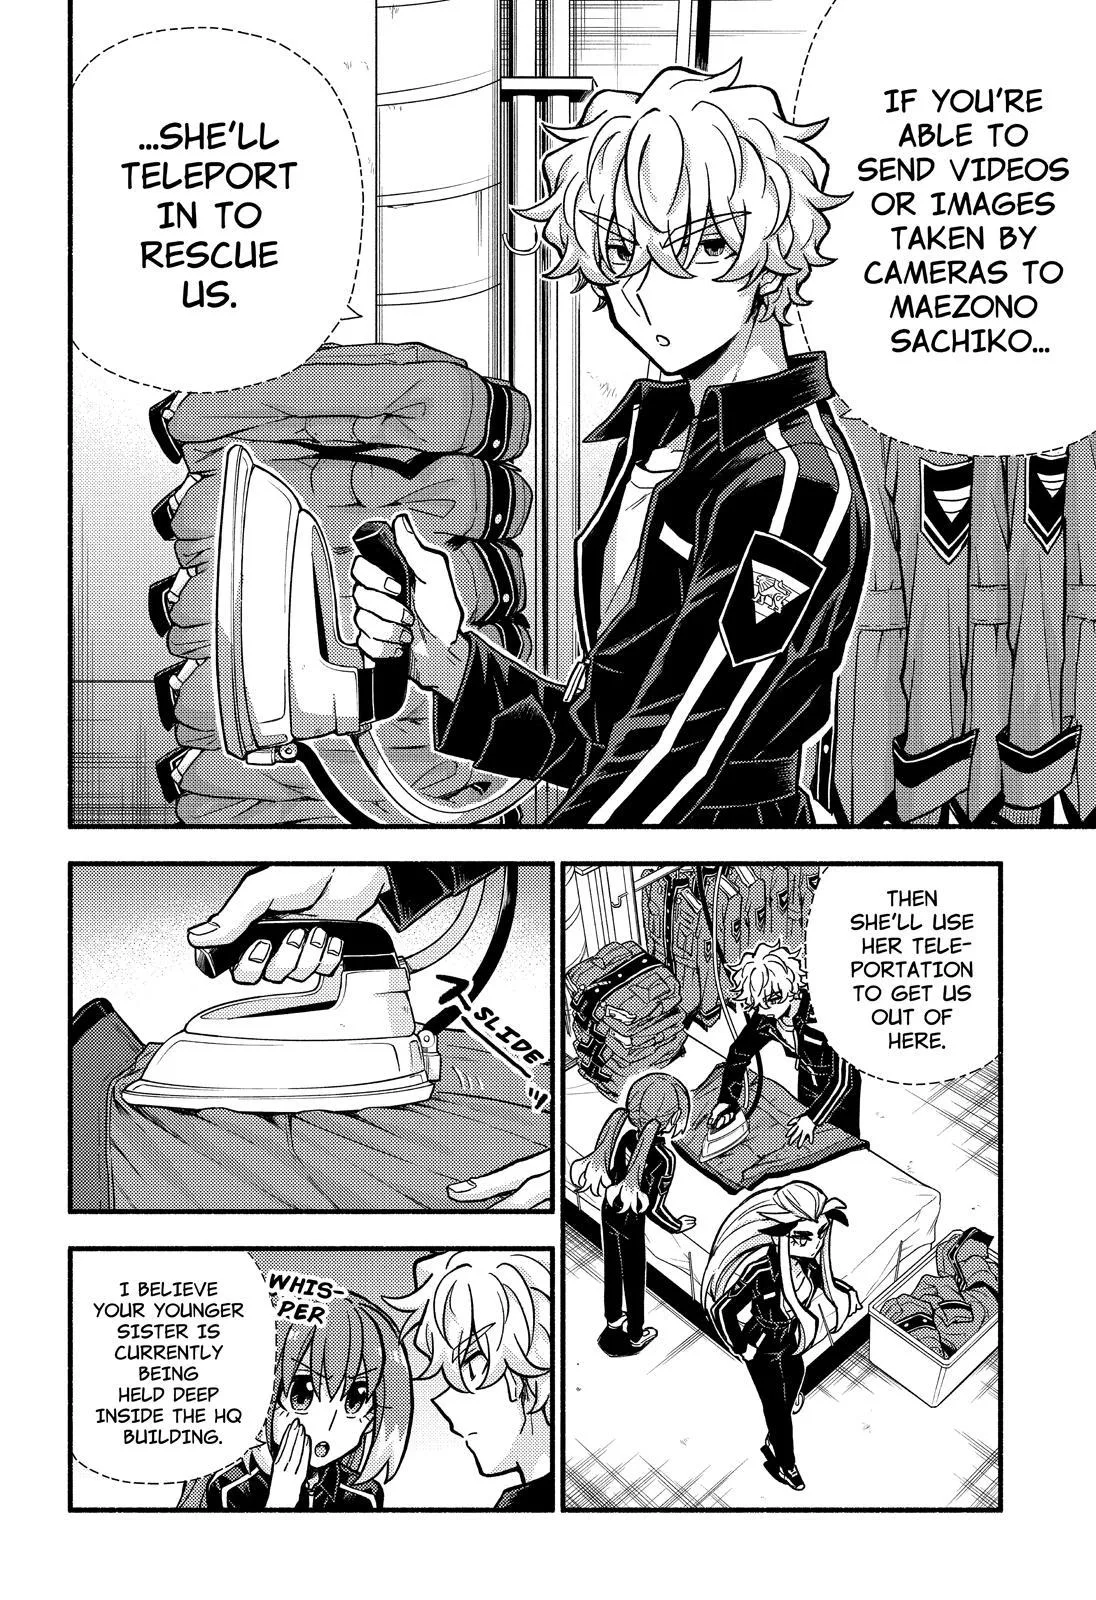 IF YOU'RE
ABLE TO
SEND VIDEOS
OR IMAGES
TAKEN BY
CAMERAS TO
MAEZONO
SACHIKO...
...SHE'LL
TELEPORT
IN TO
RESCUE
US.
THEN
SHE'LL USE
HER TELE-
PORTATION
TO GET US
OUT OF
HERE.
SLIDE
WHIS-
PER
I BELIEVE
YOUR YOUNGER
SISTER IS
CURRENTLY
BEING
HELD DEEP
INSIDE THE HQ
BUILDING.